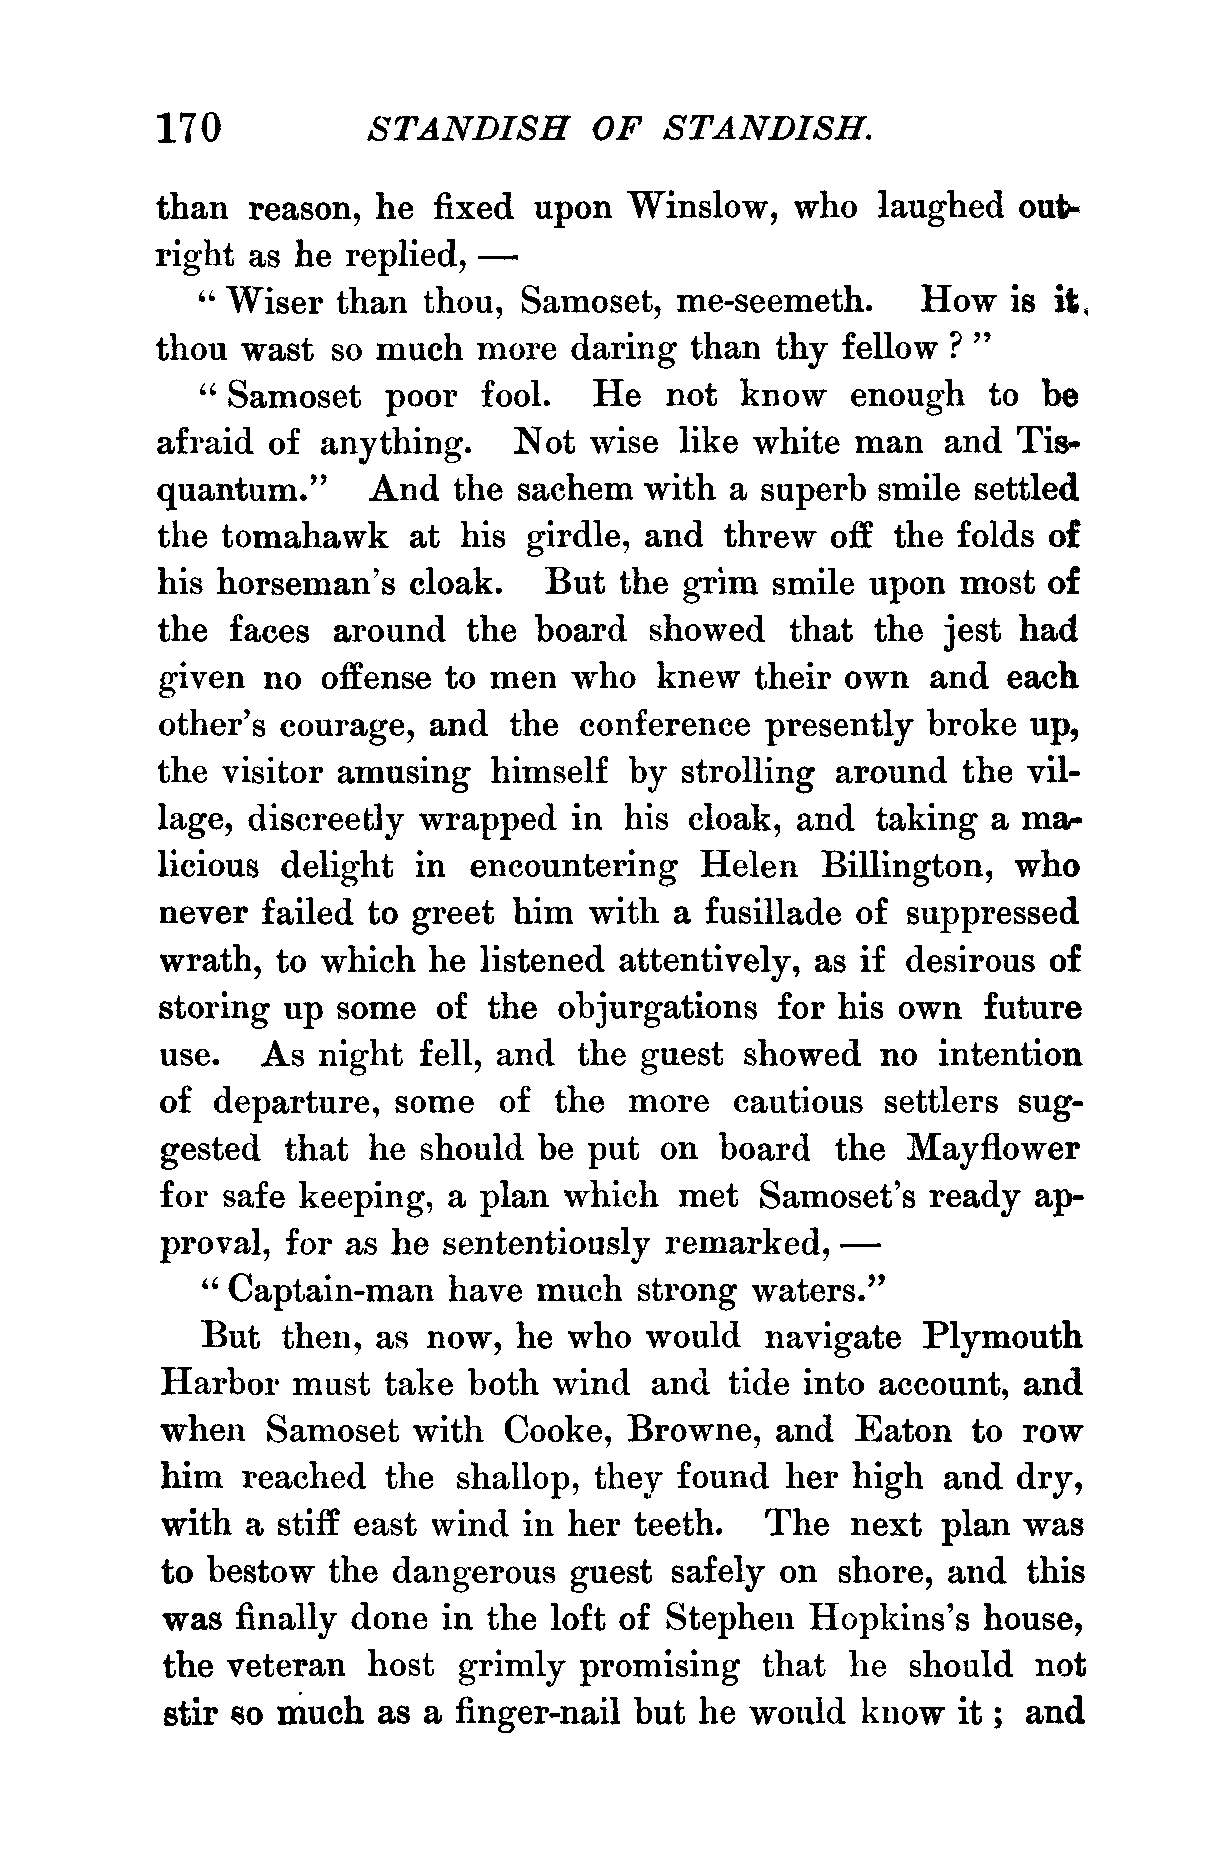 170 STANDISH OF STANDISH.
than reason, he fixed upon Winslow, who laughed out-
right as he replied, —
“ Wiser than thou, Samoset, me-seemeth. How is it,
thou wast so much more daring than thy fellow ? ”
“ Samoset poor fool. He not know enough to be
afraid of anything. Not wise like white man and Tis-
quantum.” And the sachem with a superb smile settled
the tomahawk at his girdle, and threw off the folds of
his horseman’s cloak. But the grim smile upon most of
the faces around the board showed that the jest had
given no offense to men who knew their own and each
other’s courage, and the conference presently broke up,
the visitor amusing himself by strolling around the vil-
lage, discreetly wrapped in his cloak, and taking a ma-
licious delight in encountering Helen Billington, who
never failed to greet him with a fusillade of suppressed
wrath, to which he listened attentively, as if desirous of
storing up some of the objurgations for his own future
use. As night fell, and the guest showed no intention
of departure, some of the more cautious settlers sug-
gested that he should be put on board the Mayflower
for safe keeping, a plan which met Samoset’s ready ap-
proval, for as he sententiously remarked, —
“ Captain-man have much strong waters.”
But then, as now, he who would navigate Plymouth
Harbor must take both wind and tide into account, and
when Samoset with Cooke, Browne, and Eaton to row
him reached the shallop, they found her high and dry,
with a stiff east wind in her teeth. The next plan was
to bestow the dangerous guest safely on shore, and this
was finally done in the loft of Stephen Hopkins’s house,
the veteran host grimly promising that he should not
stir so much as a finger-nail but he would know it ; and